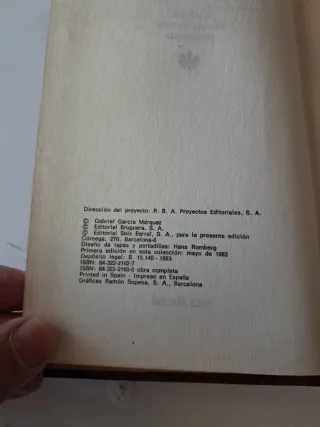 Dirección del proyecto: R. B. A. Proyectos Editoriales, S. A.
© Gabriel García Márquez
© Editorial Bruguera, S. A.
© Editorial Seix Barral, S. A., para la presente edición
Córcega, 270, Barcelona-8
Diseño de tapas y portadillas: Hans Romberg
Primera edición en esta colección: mayo de 1983
Depósito legal: B. 15.140 - 1983
ISBN: 84-322-2162-7
ISBN: 84-322-2160-0 obra completa
Printed in Spain - Impreso en España
Gráficas Ramón Sopena, S. A., Barcelona